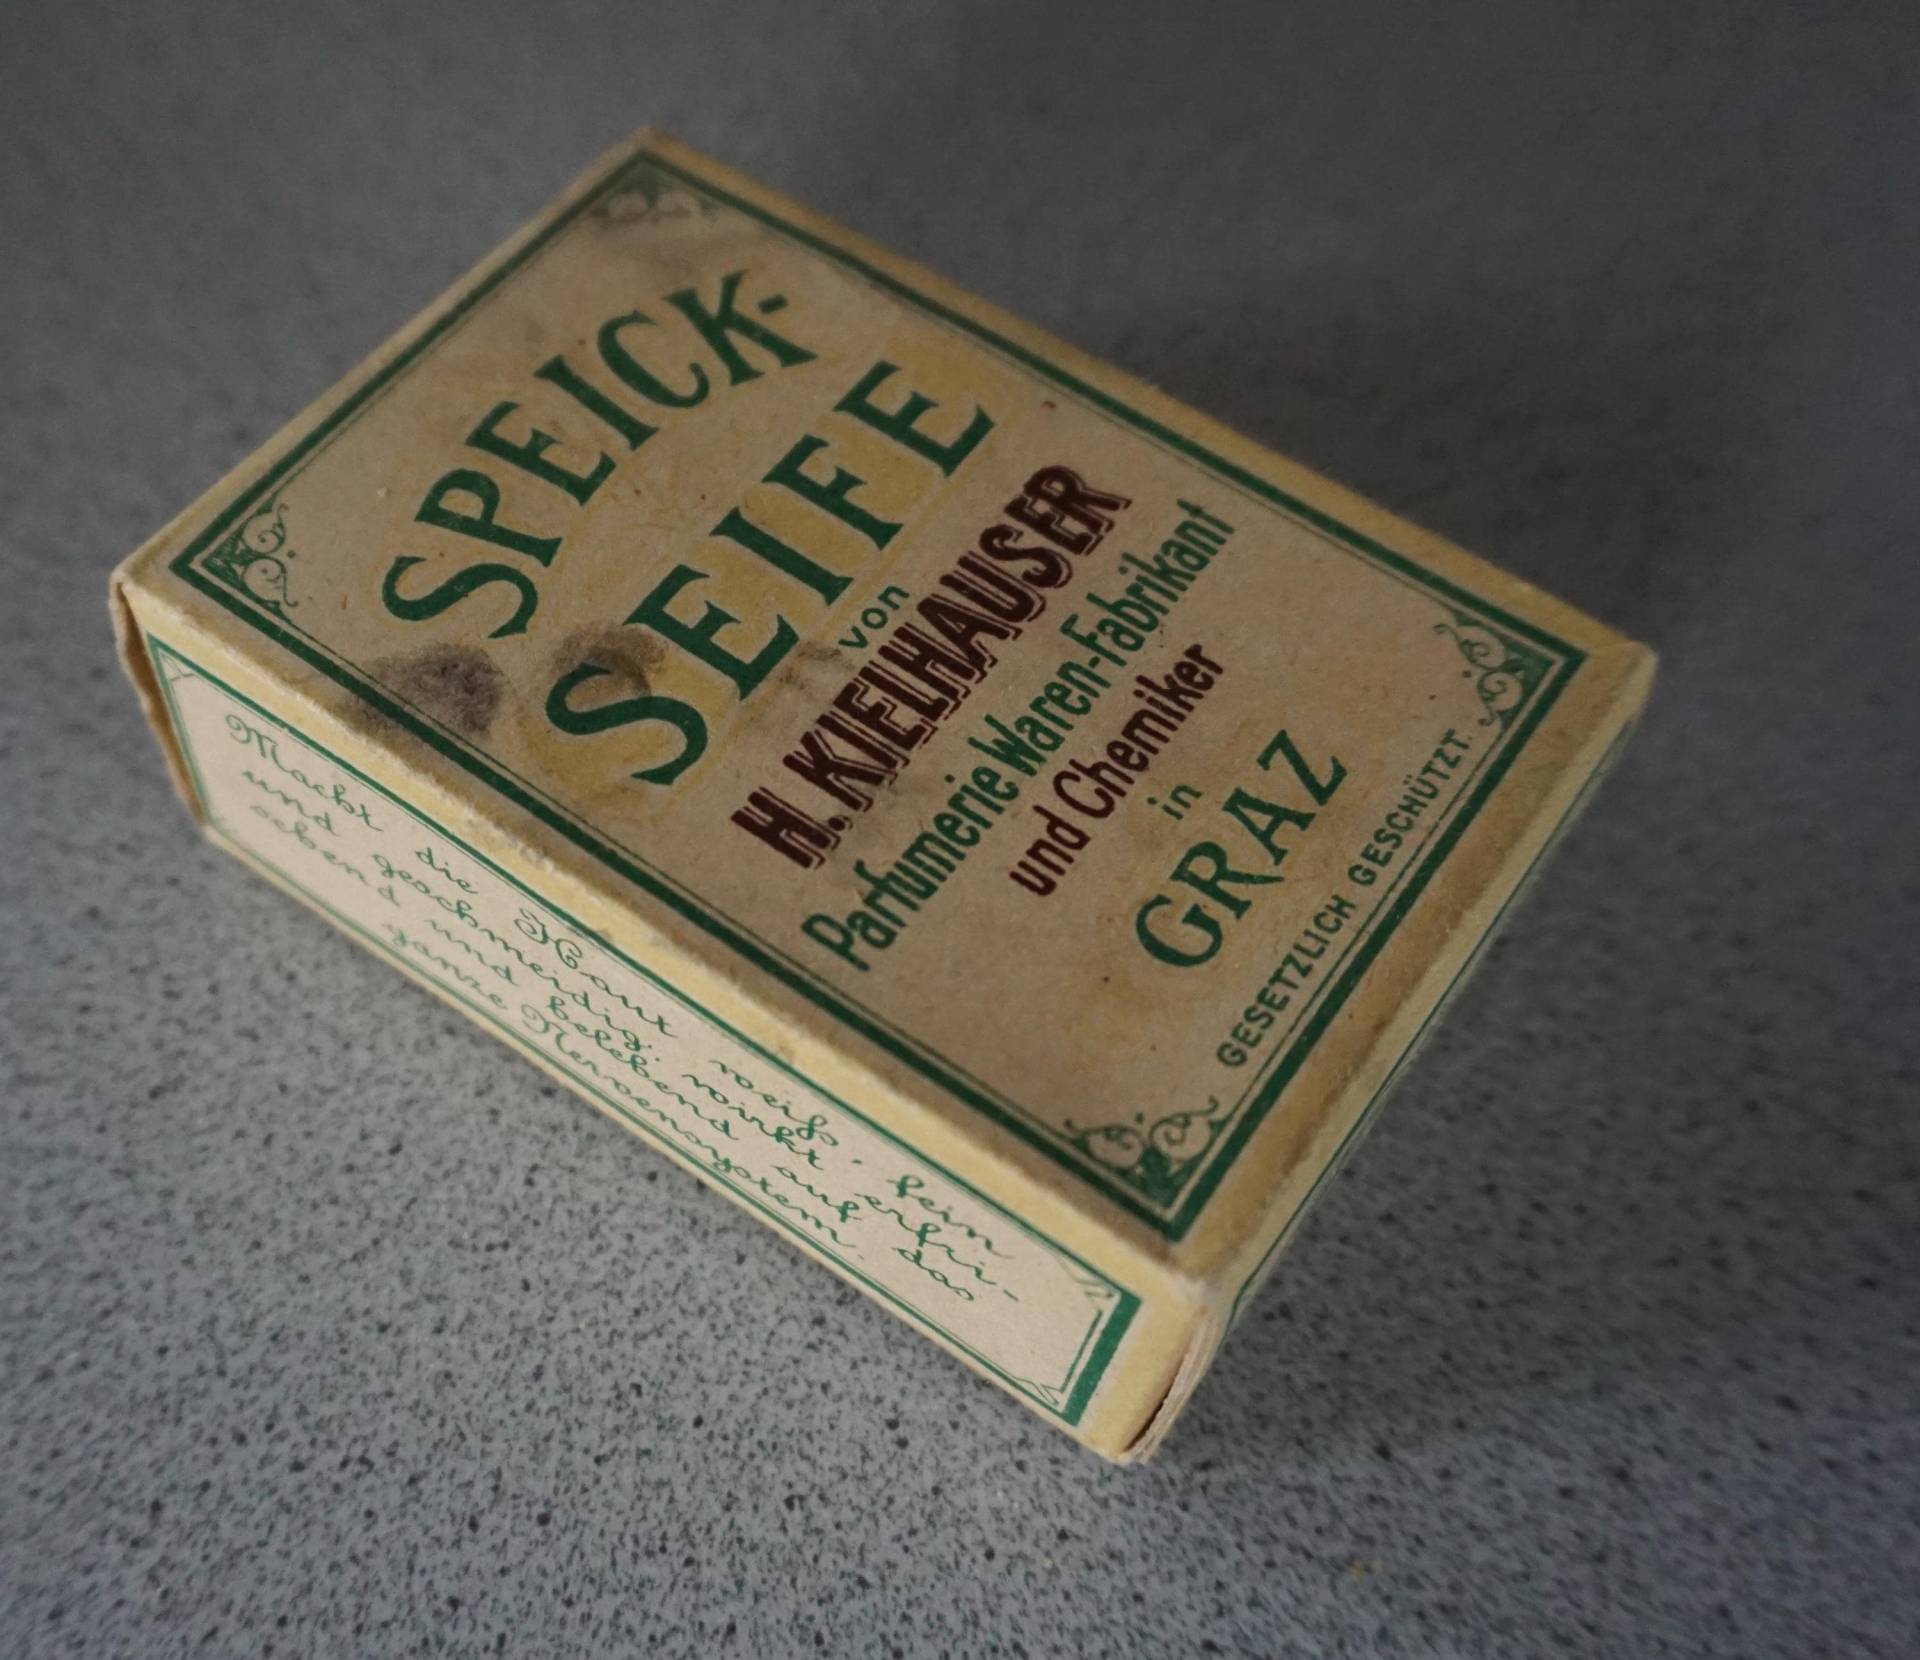 SPEICK-
SEIFE
von
H. KIELHAUSER
Parfumerie Waren-Fabrikant
und Chemiker
in
GRAZ
GESETZLICH GESCHÜTZT.
Macht die Haut weiß, fein
und geschmeidig, wirkt erfri-
schend und belebend auf das
ganze Nervensystem.